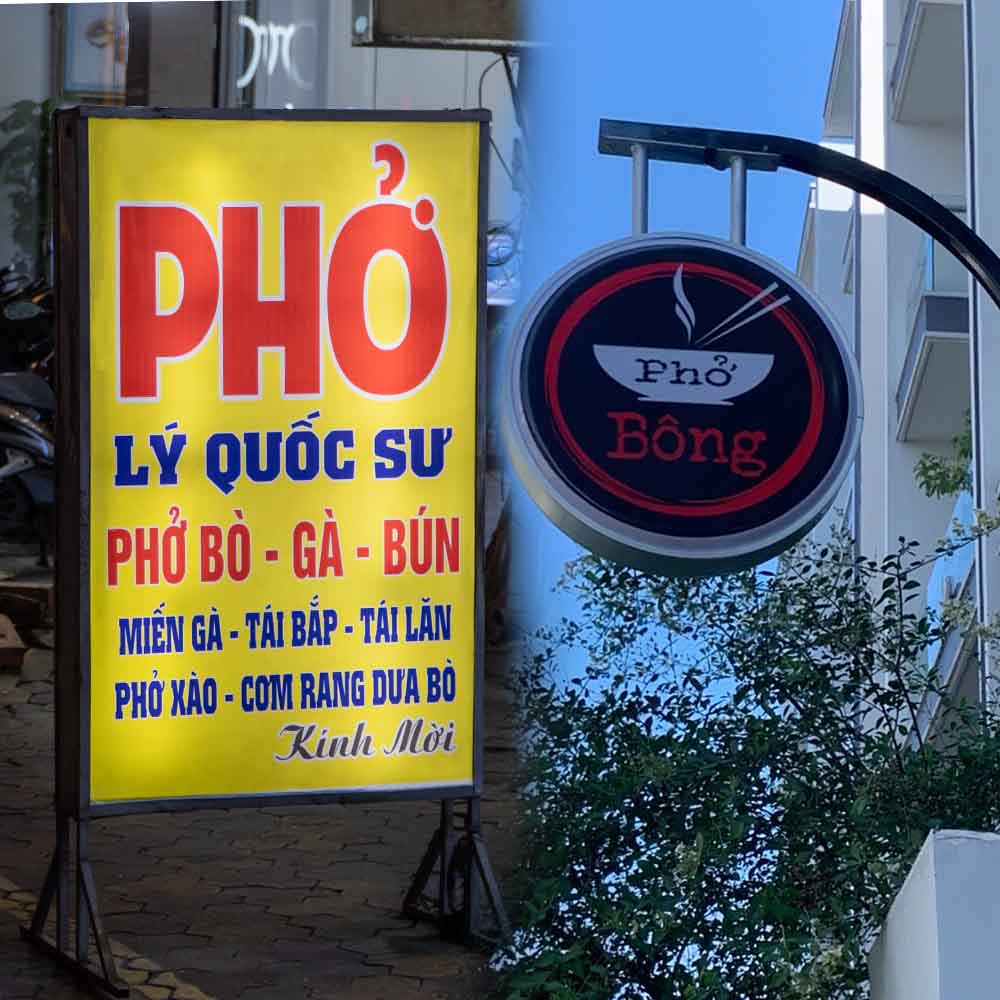 PHỞ
LÝ QUỐC SƯ
PHỞ BÒ - GÀ - BÚN
MIẾN GÀ - TÁI BẮP - TÁI LĂN
PHỞ XÀO - CƠM RANG DƯA BÒ
Kính Mời
Phở
Bông